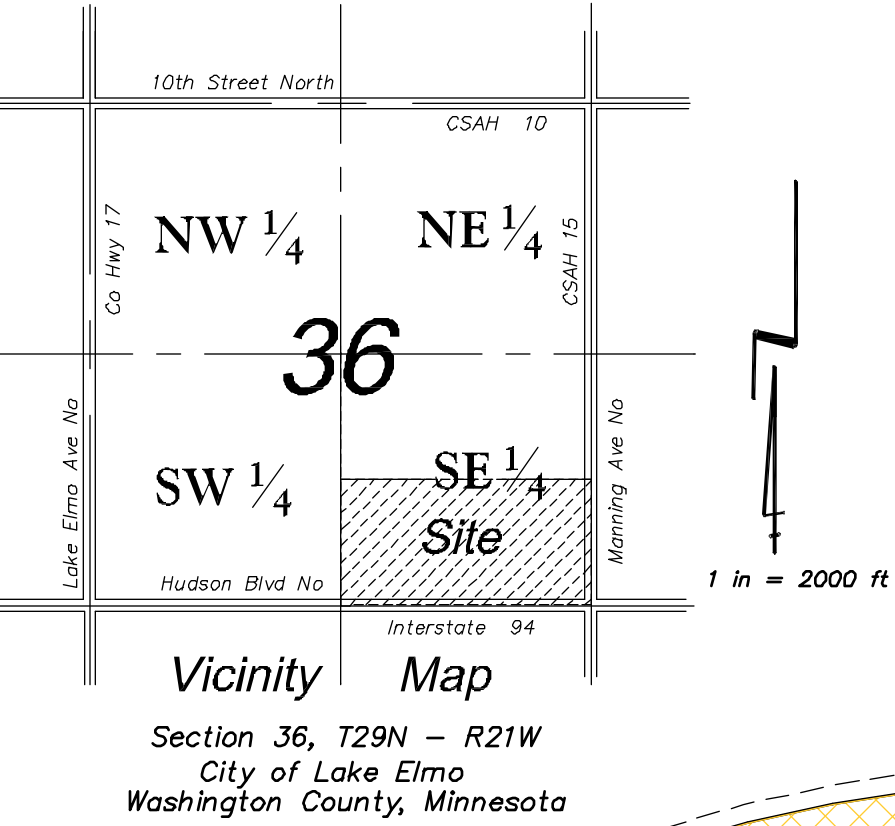 10th Street North
CSAH 10
Co Hwy 17
NW 1/4
NE 1/4
CSAH 15
36
Lake Elmo Ave No
SW 1/4
SE 1/4
Manning Ave No
Site
Hudson Blvd No
1 in = 2000 ft
Interstate 94
Vicinity Map
Section 36, T29N - R21W
City of Lake Elmo
Washington County, Minnesota